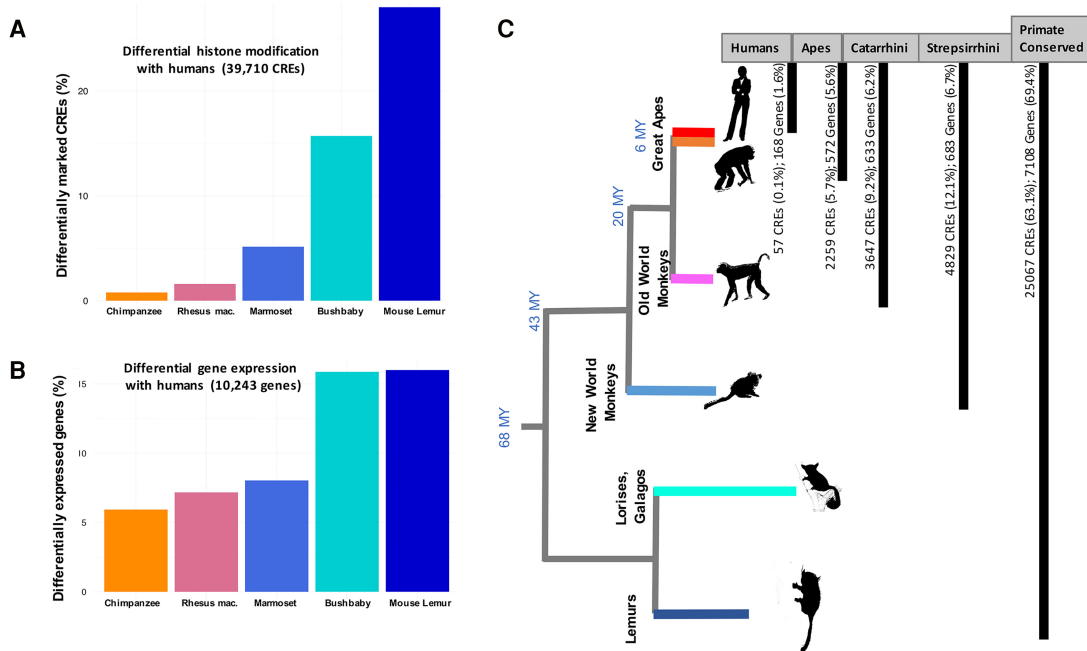 A
Differential histone modification
with humans (39,710 CREs)
Differentially marked CREs (%)
20
10
0
Chimpanzee
Rhesus mac.
Marmoset
Bushbaby
Mouse Lemur
B
Differential gene expression
with humans (10,243 genes)
Differentially expressed genes (%)
15
10
5
0
Chimpanzee
Rhesus mac.
Marmoset
Bushbaby
Mouse Lemur
C
Humans
Apes
Catarrhini
Strepsirrhini
Primate
Conserved
57 CREs (0.1%); 168 Genes (1.6%)
2259 CREs (5.7%); 572 Genes (5.6%)
3647 CREs (9.2%); 633 Genes (6.2%)
4829 CREs (12.1%); 683 Genes (6.7%)
25067 CREs (63.1%); 7108 Genes (69.4%)
6 MY
Great Apes
20 MY
Old World
Monkeys
43 MY
New World
Monkeys
68 MY
Lorises,
Galagos
Lemurs